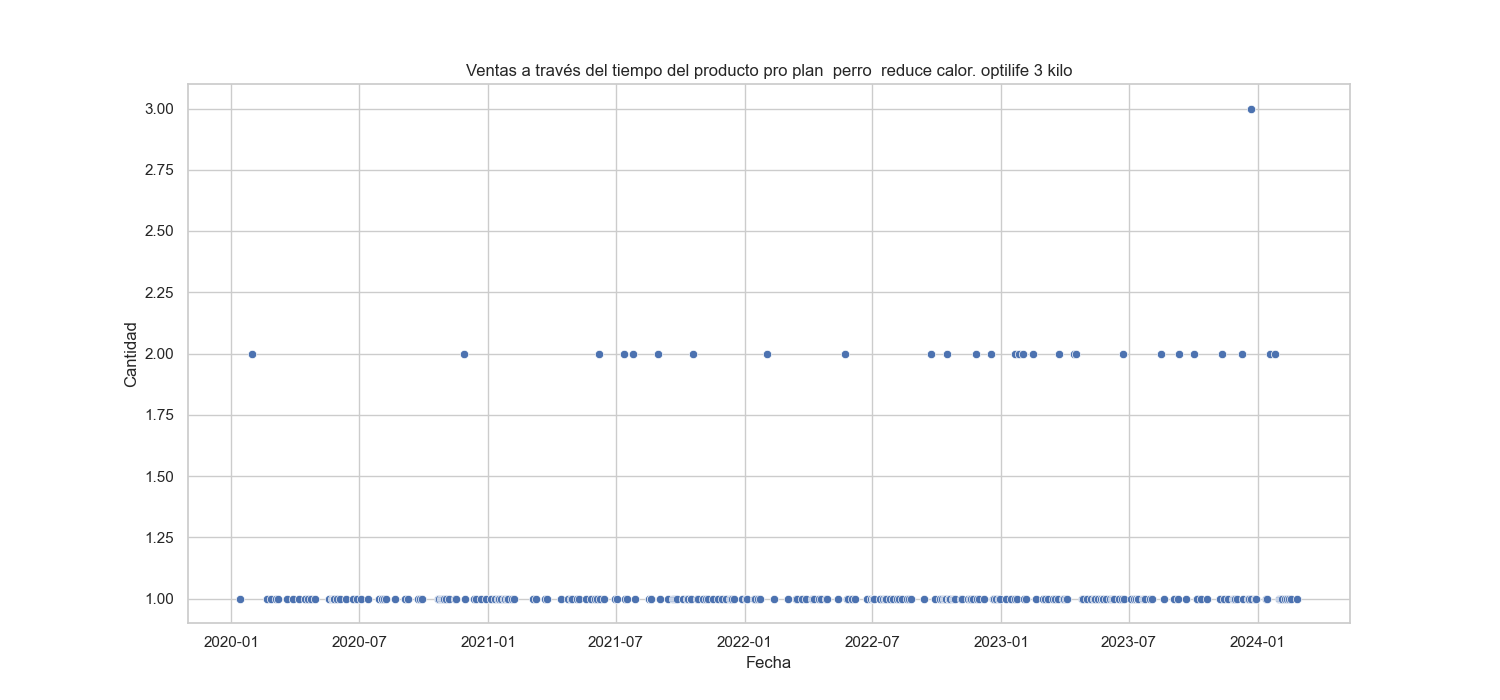 Ventas a través del tiempo del producto pro plan  perro  reduce calor. optilife 3 kilo
3.00
2.75
2.50
2.25
2.00
1.75
1.50
1.25
1.00
Cantidad
2020-01 2020-07 2021-01 2021-07 2022-01 2022-07 2023-01 2023-07 2024-01
Fecha